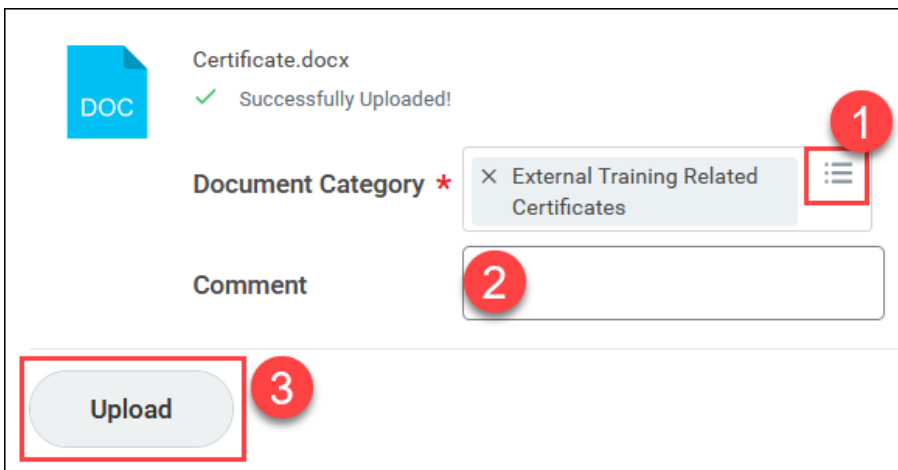 Certificate.docx
DOC
Successfully Uploaded!
1
Document Category *
External Training Related
Certificates
Comment
2
Upload
3